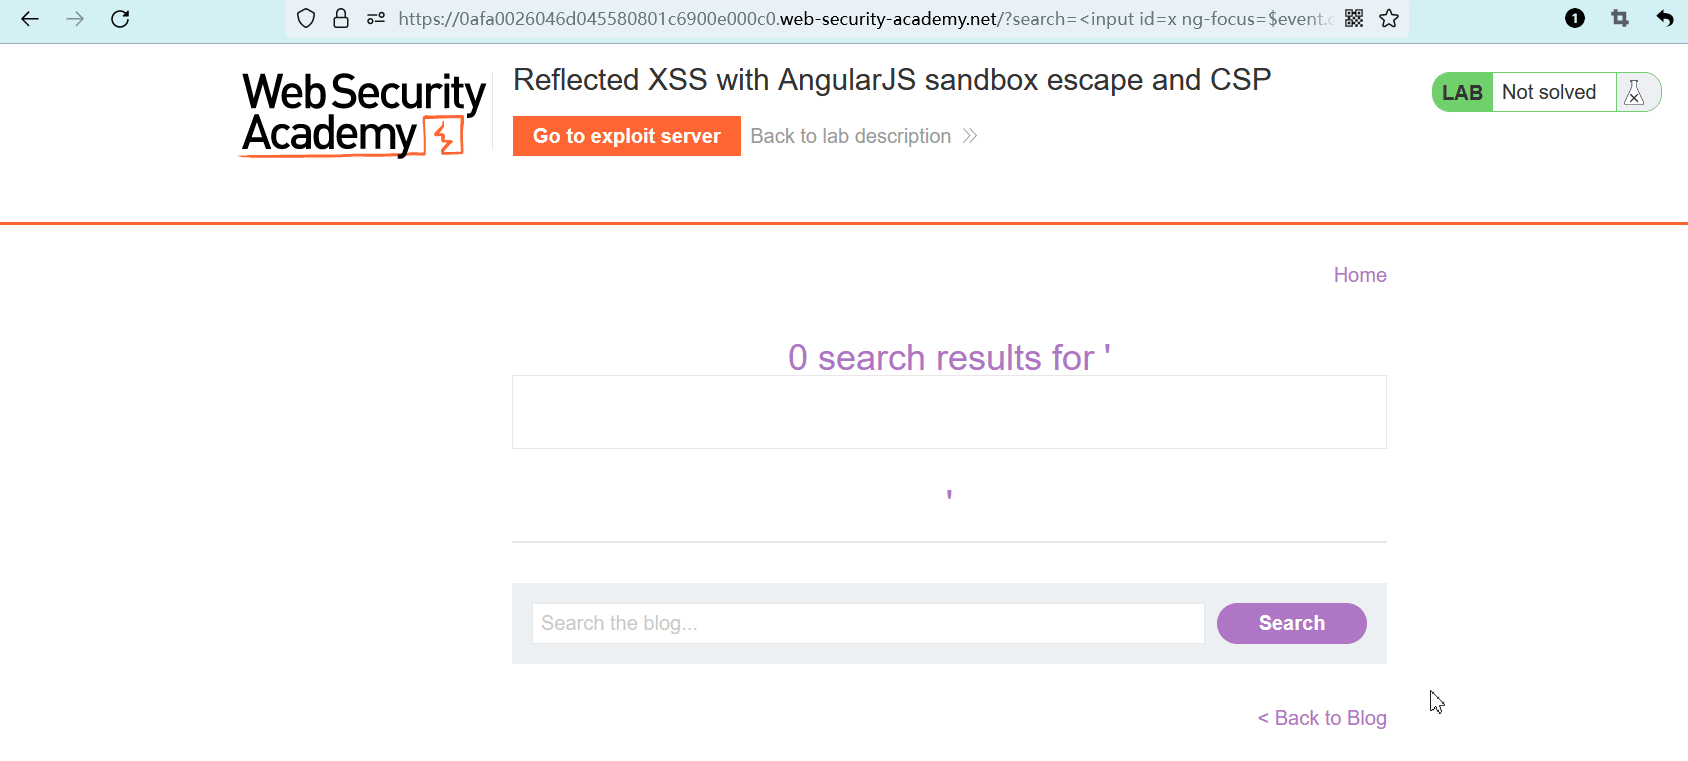 https://0afa0026046d045580801c6900e000c0.web-security-academy.net/?search=<input id=x ng-focus=$event.
1
Web Security
Academy
Reflected XSS with AngularJS sandbox escape and CSP
Go to exploit server
Back to lab description
LAB
Not solved
Home
0 search results for '
'
Search the blog...
Search
< Back to Blog